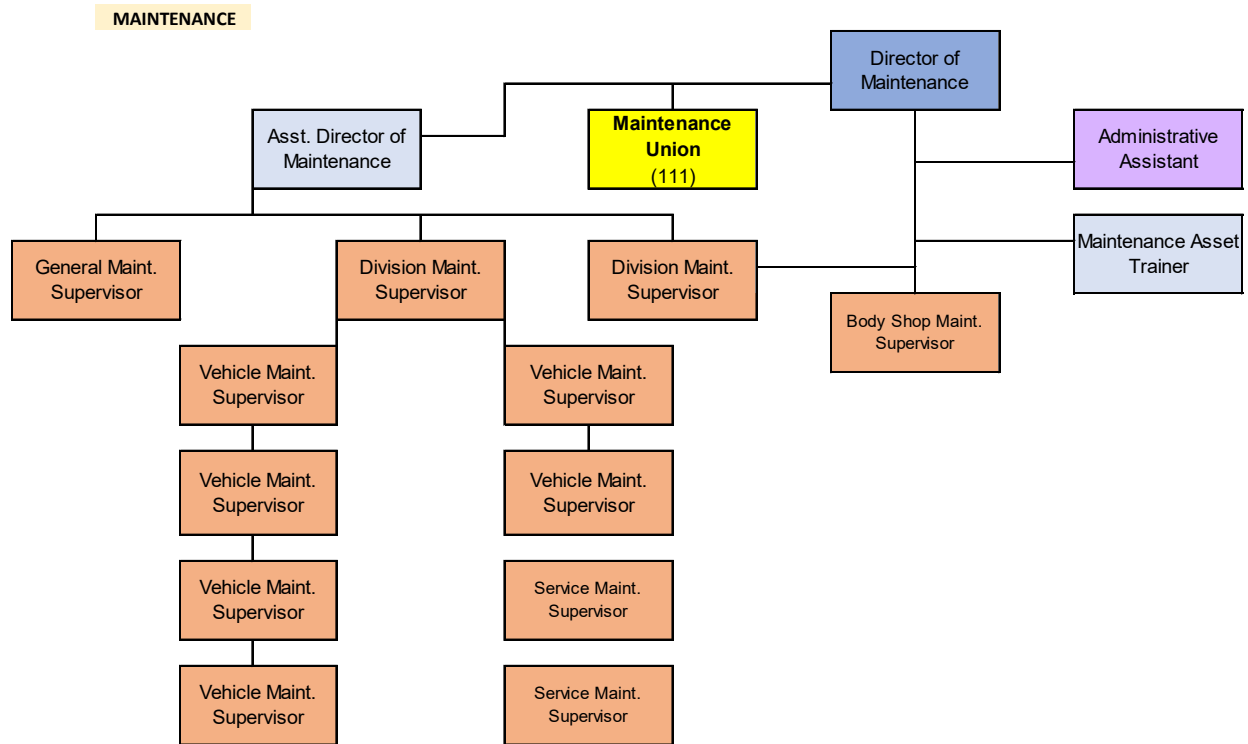 MAINTENANCE
Director of
Maintenance
Asst. Director of
Maintenance
Maintenance
Union
(111)
Administrative
Assistant
General Maint.
Supervisor
Division Maint.
Supervisor
Division Maint.
Supervisor
Maintenance Asset
Trainer
Body Shop Maint.
Supervisor
Vehicle Maint.
Supervisor
Vehicle Maint.
Supervisor
Vehicle Maint.
Supervisor
Vehicle Maint.
Supervisor
Vehicle Maint.
Supervisor
Service Maint.
Supervisor
Vehicle Maint.
Supervisor
Service Maint.
Supervisor